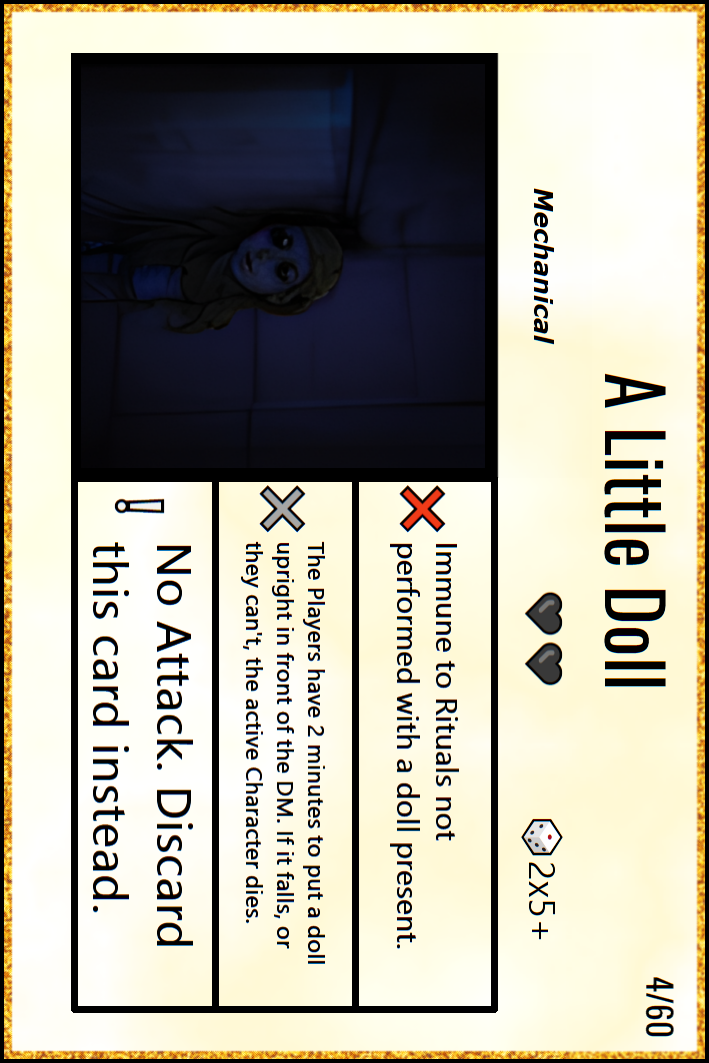 4/60
A Little Doll
Mechanical
2x5+
Immune to Rituals not
performed with a doll present.
The Players have 2 minutes to put a doll
upright in front of the DM. If it falls, or
they can't, the active Character dies.
No Attack. Discard
this card instead.